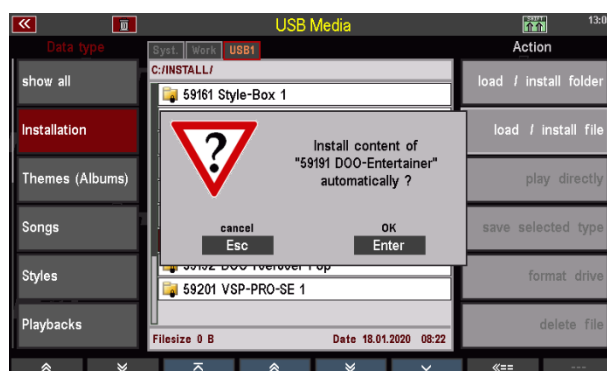 USB Media
SHIFT
13:0
Data type
Syst. Work USB1
Action
C:/INSTALL/
show all
59161 Style-Box 1
load / install folder
Installation
Install content of
"59191 DOO-Entertainer"
automatically ?
load / install file
Themes (Albums)
play directly
Songs
cancel
OK
Esc
Enter
save selected type
Styles
59201 VSP-PRO-SE 1
format drive
Playbacks
Filesize 0 B
Date 18.01.2020 08:22
delete file